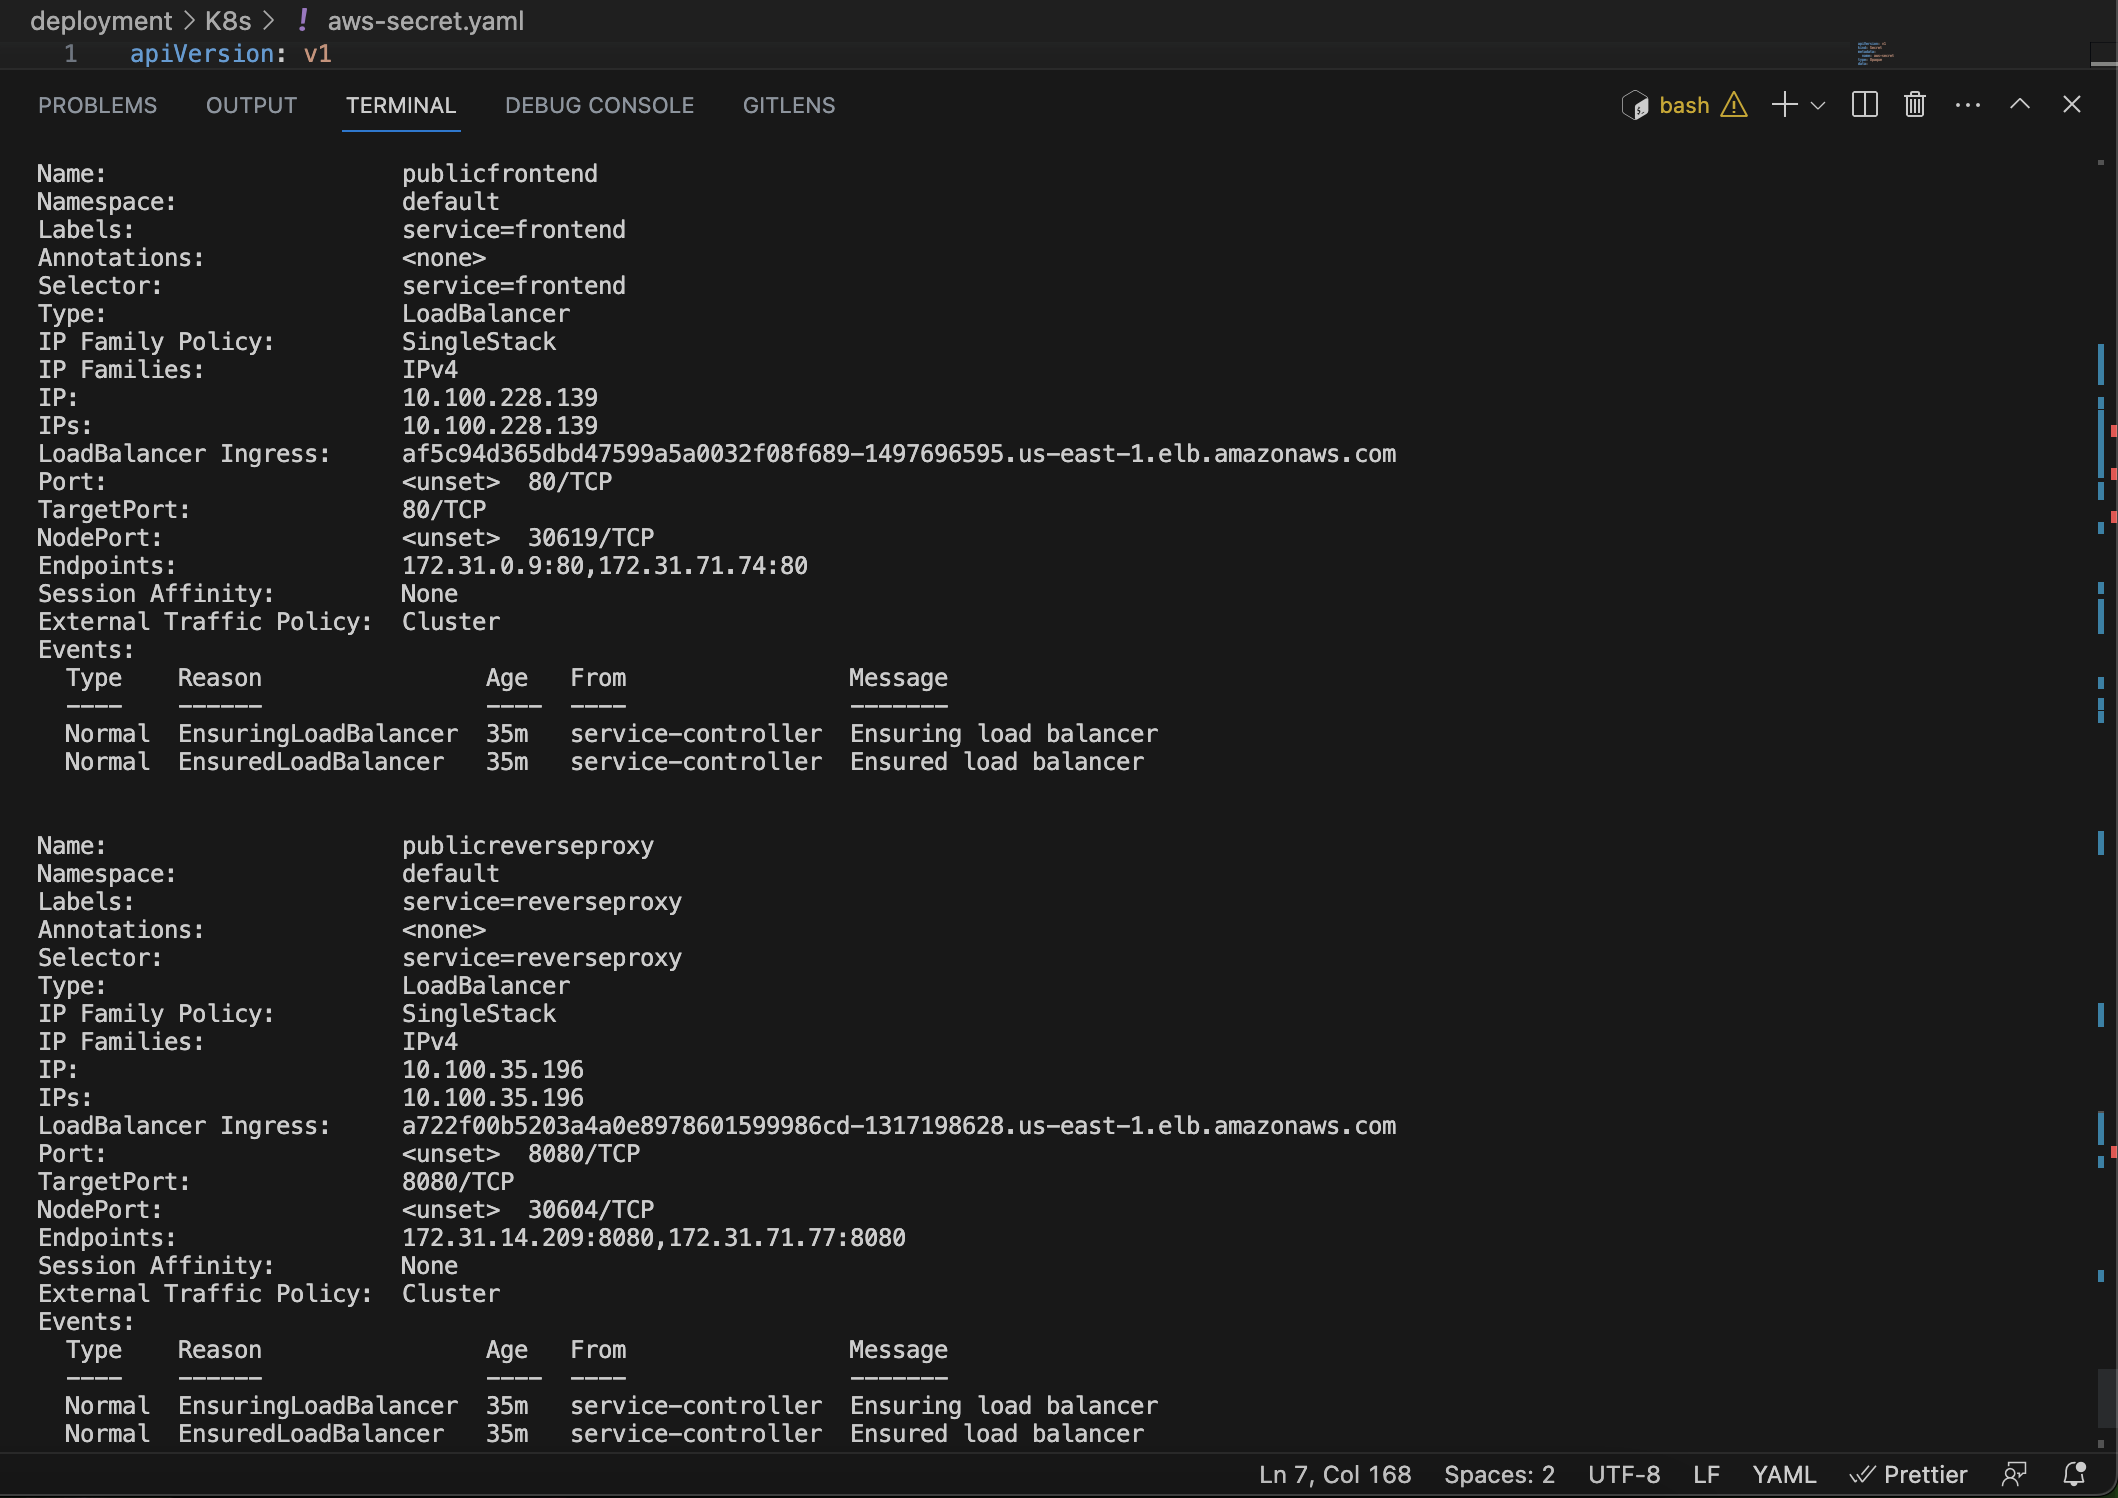 deployment > K8s > ! aws-secret.yaml
1 apiVersion: v1
PROBLEMS OUTPUT TERMINAL DEBUG CONSOLE GITLENS bash
Name: publicfrontend
Namespace: default
Labels: service=frontend
Annotations: <none>
Selector: service=frontend
Type: LoadBalancer
IP Family Policy: SingleStack
IP Families: IPv4
IP: 10.100.228.139
IPs: 10.100.228.139
LoadBalancer Ingress: af5c94d365dbd47599a5a0032f08f689-1497696595.us-east-1.elb.amazonaws.com
Port: <unset> 80/TCP
TargetPort: 80/TCP
NodePort: <unset> 30619/TCP
Endpoints: 172.31.0.9:80,172.31.71.74:80
Session Affinity: None
External Traffic Policy: Cluster
Events:
Type Reason Age From Message
---- ------ ---- ---- -------
Normal EnsuringLoadBalancer 35m service-controller Ensuring load balancer
Normal EnsuredLoadBalancer 35m service-controller Ensured load balancer
Name: publicreverseproxy
Namespace: default
Labels: service=reverseproxy
Annotations: <none>
Selector: service=reverseproxy
Type: LoadBalancer
IP Family Policy: SingleStack
IP Families: IPv4
IP: 10.100.35.196
IPs: 10.100.35.196
LoadBalancer Ingress: a722f00b5203a4a0e8978601599986cd-1317198628.us-east-1.elb.amazonaws.com
Port: <unset> 8080/TCP
TargetPort: 8080/TCP
NodePort: <unset> 30604/TCP
Endpoints: 172.31.14.209:8080,172.31.71.77:8080
Session Affinity: None
External Traffic Policy: Cluster
Events:
Type Reason Age From Message
---- ------ ---- ---- -------
Normal EnsuringLoadBalancer 35m service-controller Ensuring load balancer
Normal EnsuredLoadBalancer 35m service-controller Ensured load balancer
Ln 7, Col 168 Spaces: 2 UTF-8 LF YAML Prettier